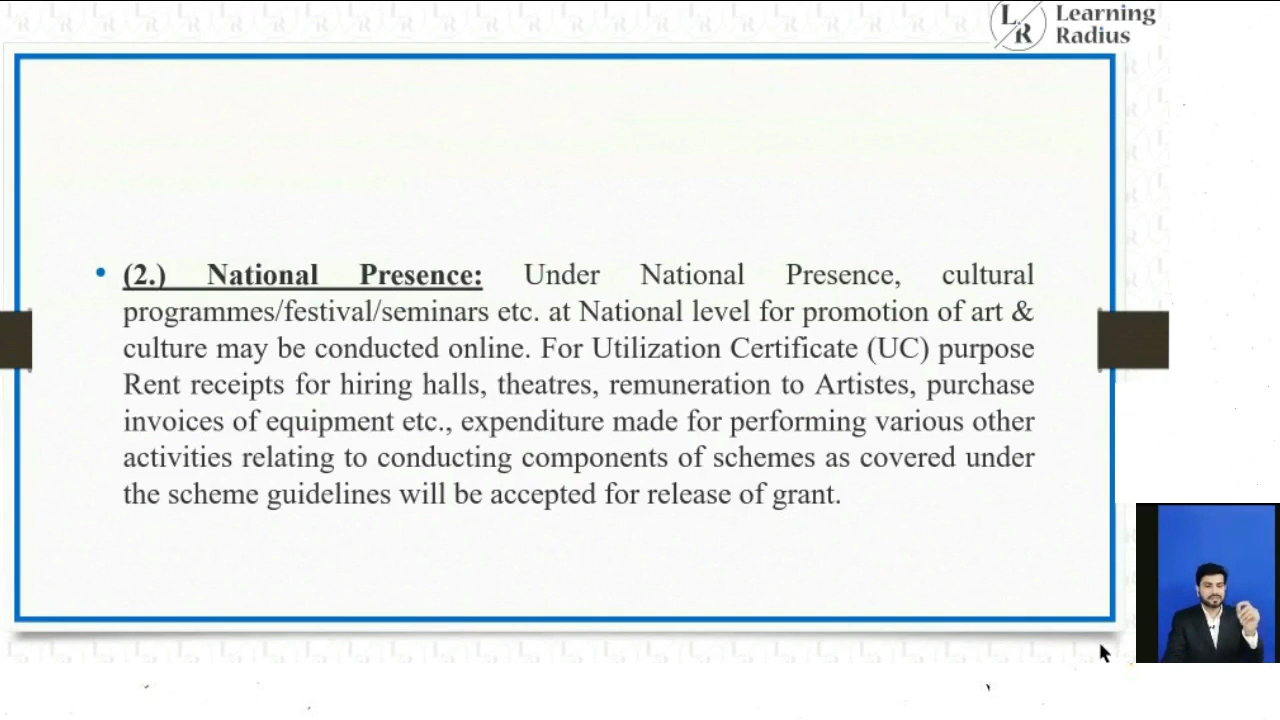 Learning
Radius
LR
• (2.) National Presence: Under National Presence, cultural
programmes/festival/seminars etc. at National level for promotion of art &
culture may be conducted online. For Utilization Certificate (UC) purpose
Rent receipts for hiring halls, theatres, remuneration to Artistes, purchase
invoices of equipment etc., expenditure made for performing various other
activities relating to conducting components of schemes as covered under
the scheme guidelines will be accepted for release of grant.